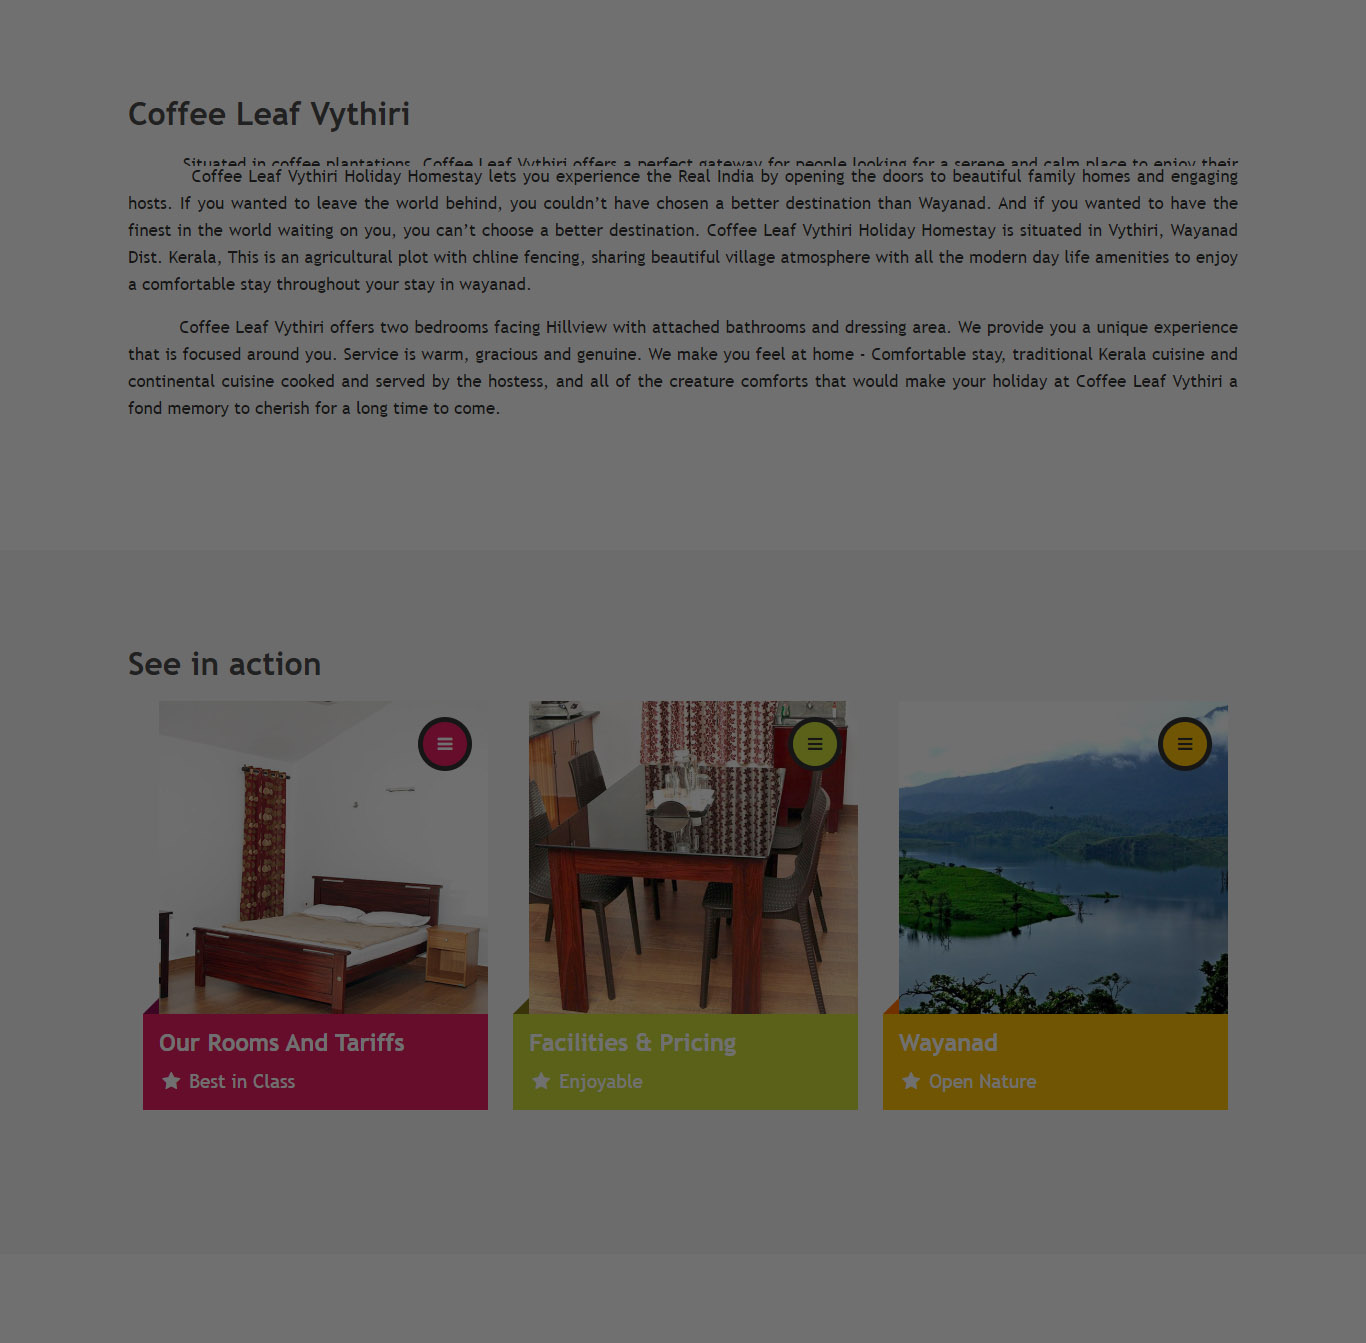 Coffee Leaf Vythiri
Situated in coffee plantations, Coffee Leaf Vythiri offers a perfect gateway for people looking for a serene and calm place to enjoy their
Coffee Leaf Vythiri Holiday Homestay lets you experience the Real India by opening the doors to beautiful family homes and engaging
hosts. If you wanted to leave the world behind, you couldn’t have chosen a better destination than Wayanad. And if you wanted to have the
finest in the world waiting on you, you can’t choose a better destination. Coffee Leaf Vythiri Holiday Homestay is situated in Vythiri, Wayanad
Dist. Kerala, This is an agricultural plot with chline fencing, sharing beautiful village atmosphere with all the modern day life amenities to enjoy
a comfortable stay throughout your stay in wayanad.
Coffee Leaf Vythiri offers two bedrooms facing Hillview with attached bathrooms and dressing area. We provide you a unique experience
that is focused around you. Service is warm, gracious and genuine. We make you feel at home - Comfortable stay, traditional Kerala cuisine and
continental cuisine cooked and served by the hostess, and all of the creature comforts that would make your holiday at Coffee Leaf Vythiri a
fond memory to cherish for a long time to come.
See in action
Our Rooms And Tariffs
Best in Class
Facilities & Pricing
Enjoyable
Wayanad
Open Nature